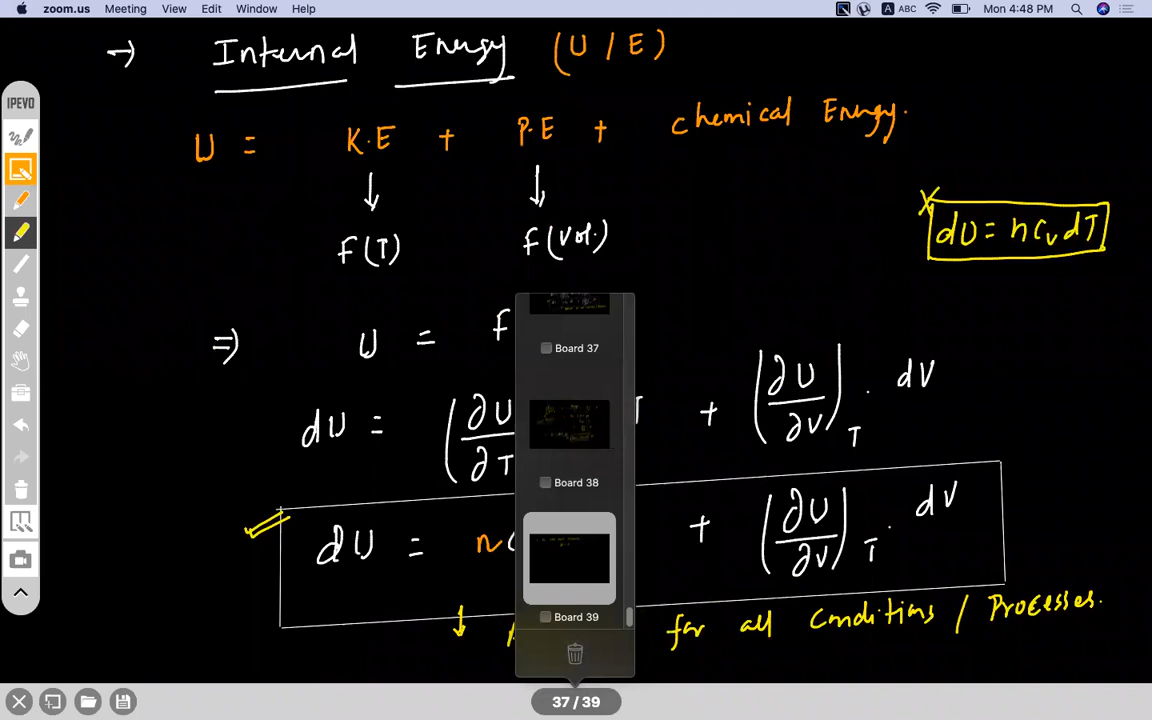 zoom.us Meeting View Edit Window Help
A ABC Mon 4:48 PM
→ Internal Energy (U / E)
IPEVO
U = K.E + P.E + chemical Energy.
↓ ↓
F(T) f(Vol.)
dU = nCvdT
⇒ U = F
Board 37
dU = (∂U/∂T + (∂U/∂V)T . dV
Board 38
dU = n + (∂U/∂V)T . dV
Board 39
↓ for all Conditions / Processes.
37 / 39